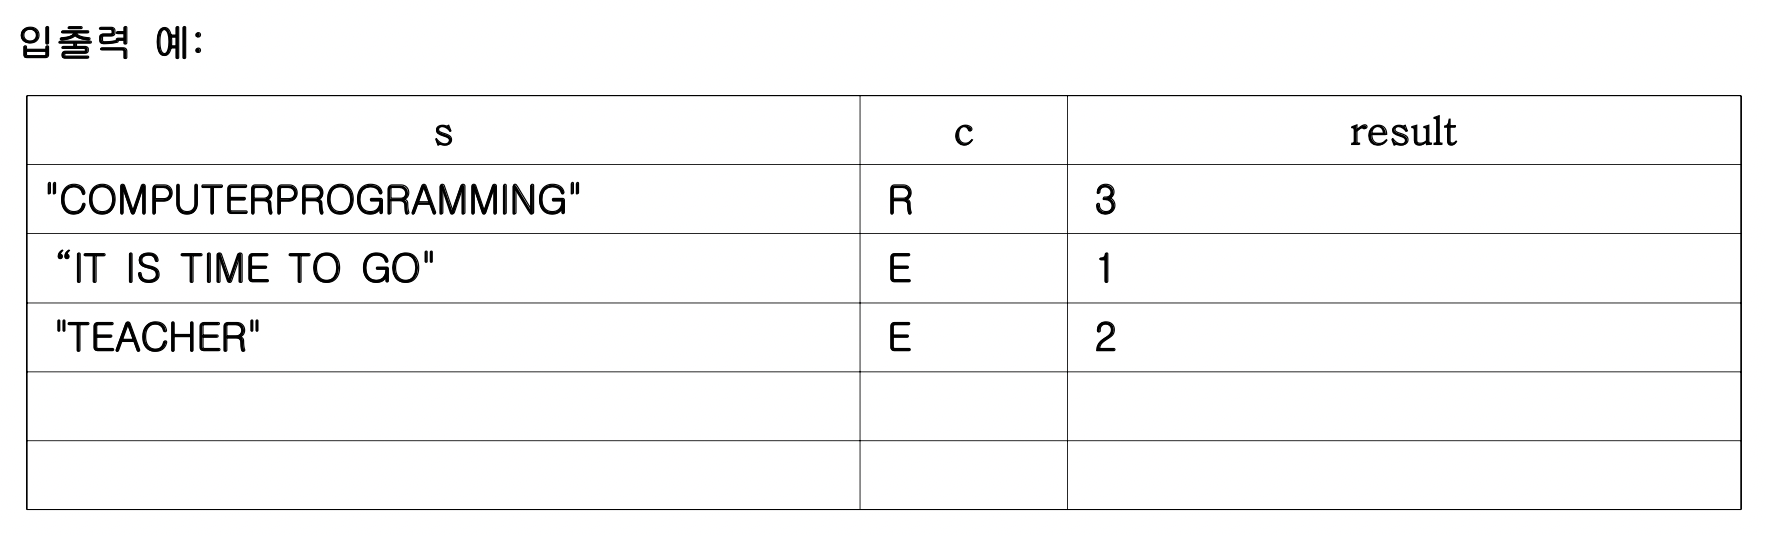 입출력 예:
s c result
"COMPUTERPROGRAMMING" R 3
“IT IS TIME TO GO" E 1
"TEACHER" E 2